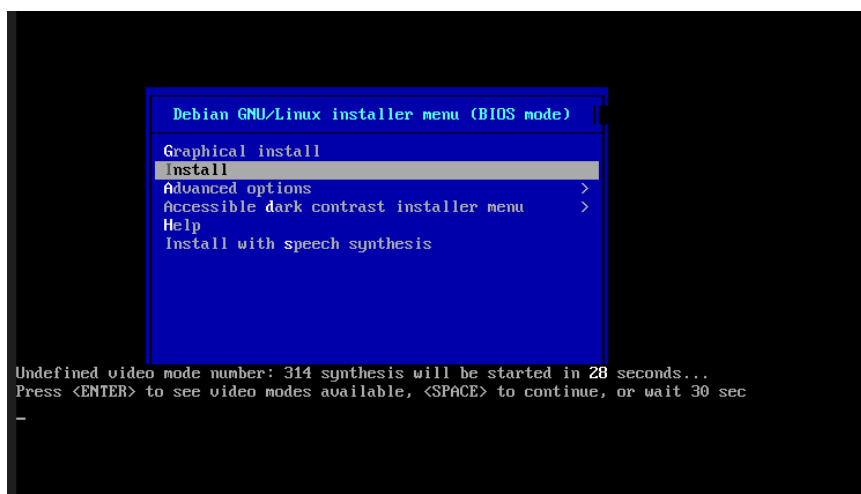 Debian GNU/Linux installer menu (BIOS mode)
Graphical install
Install
Advanced options >
Accessible dark contrast installer menu >
Help
Install with speech synthesis
Undefined video mode number: 314 synthesis will be started in 28 seconds...
Press <ENTER> to see video modes available, <SPACE> to continue, or wait 30 sec
_